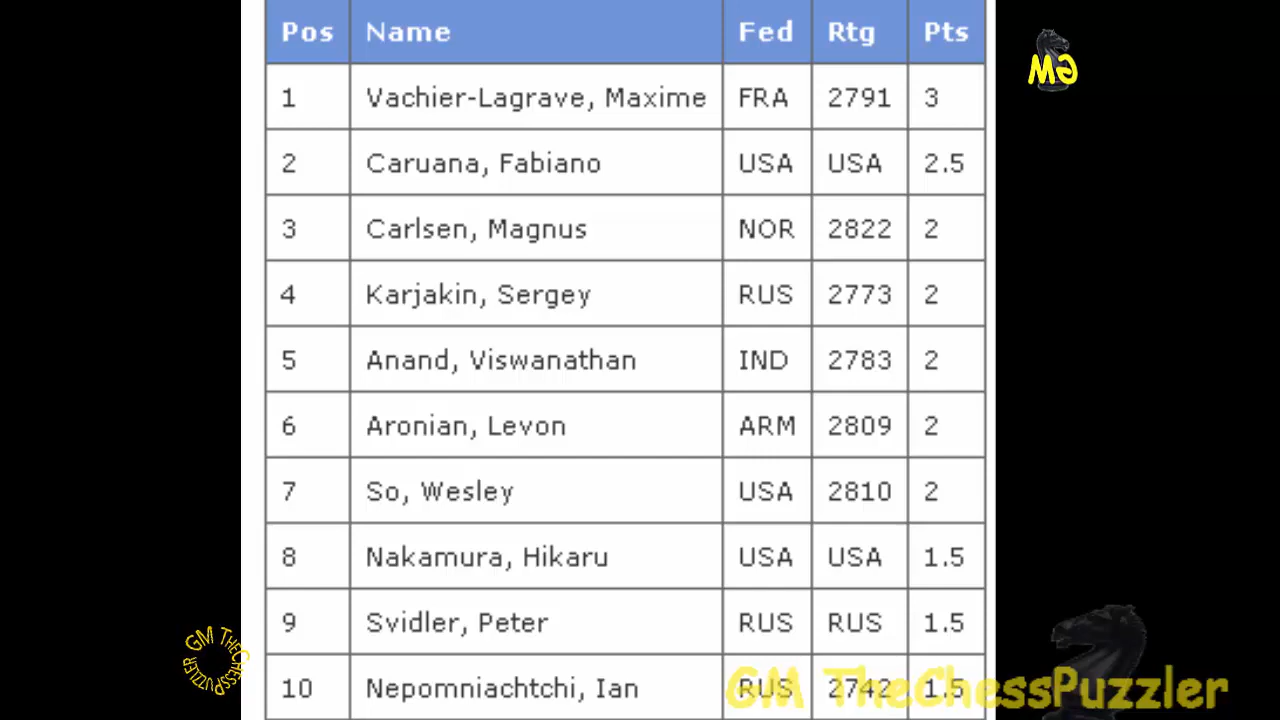 Pos Name Fed Rtg Pts
1 Vachier-Lagrave, Maxime FRA 2791 3
2 Caruana, Fabiano USA USA 2.5
3 Carlsen, Magnus NOR 2822 2
4 Karjakin, Sergey RUS 2773 2
5 Anand, Viswanathan IND 2783 2
6 Aronian, Levon ARM 2809 2
7 So, Wesley USA 2810 2
8 Nakamura, Hikaru USA USA 1.5
9 Svidler, Peter RUS RUS 1.5
10 Nepomniachtchi, Ian RUS 2742 1.5
GM
GM TheChessPuzzler
GM TheChessPuzzler